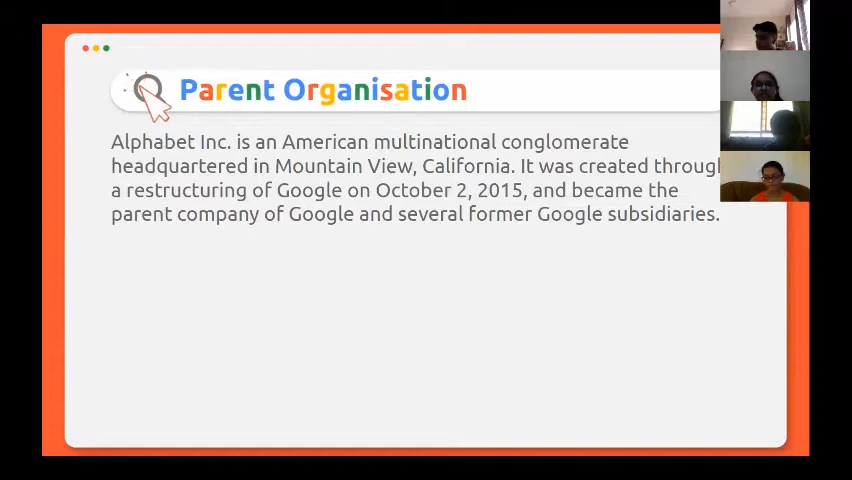 Parent Organisation
Alphabet Inc. is an American multinational conglomerate
headquartered in Mountain View, California. It was created through
a restructuring of Google on October 2, 2015, and became the
parent company of Google and several former Google subsidiaries.